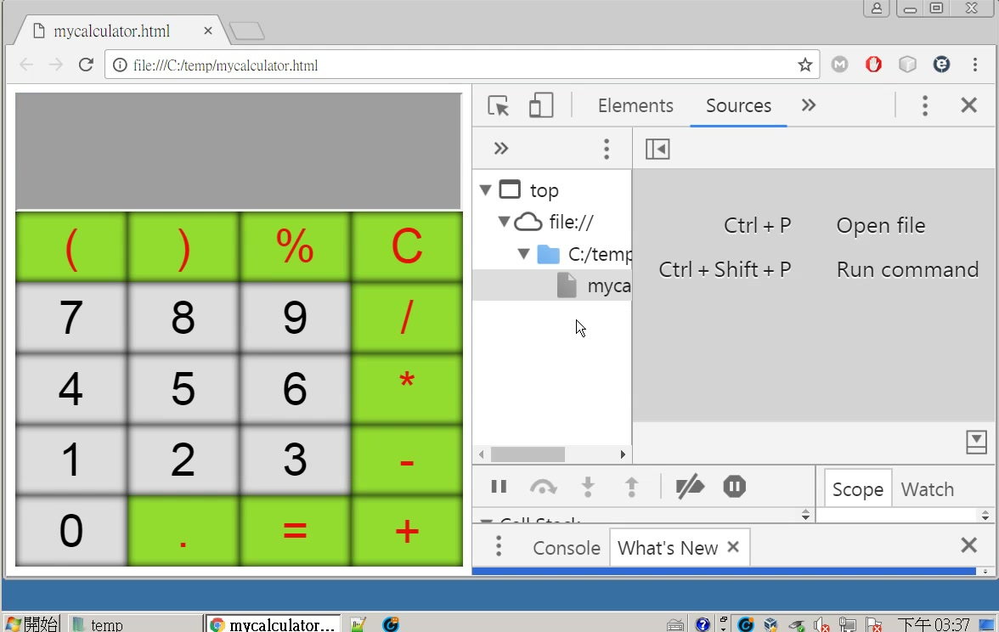 mycalculator.html
file:///C:/temp/mycalculator.html
Elements Sources
top
file://
C:/temp
myca
Ctrl + P Open file
Ctrl + Shift + P Run command
( ) % C
7 8 9 /
4 5 6 *
1 2 3 -
0 . = +
Scope Watch
Call Stack
Console What's New
開始 temp mycalculator... 下午 03:37